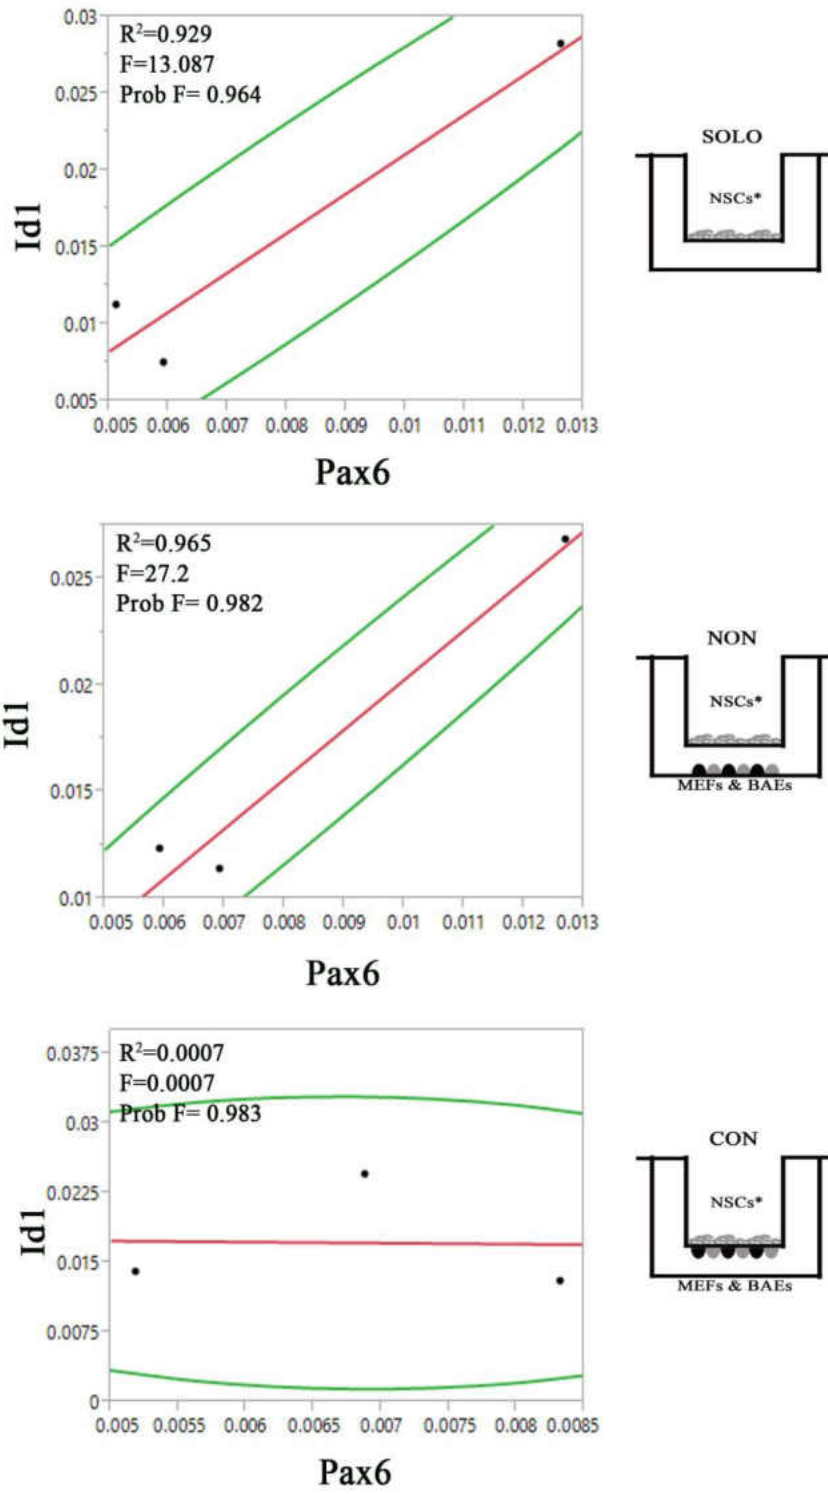 R²=0.929
F=13.087
Prob F= 0.964
0.03
0.025
0.02
0.015
0.01
0.005
Id1
0.005 0.006 0.007 0.008 0.009 0.01 0.011 0.012 0.013
Pax6
SOLO
NSCs*
R²=0.965
F=27.2
Prob F= 0.982
0.025
0.02
0.015
0.01
Id1
0.005 0.006 0.007 0.008 0.009 0.01 0.011 0.012 0.013
Pax6
NON
NSCs*
MEFs & BAEs
R²=0.0007
F=0.0007
Prob F= 0.983
0.0375
0.03
0.0225
0.015
0.0075
0
Id1
0.005 0.0055 0.006 0.0065 0.007 0.0075 0.008 0.0085
Pax6
CON
NSCs*
MEFs & BAEs